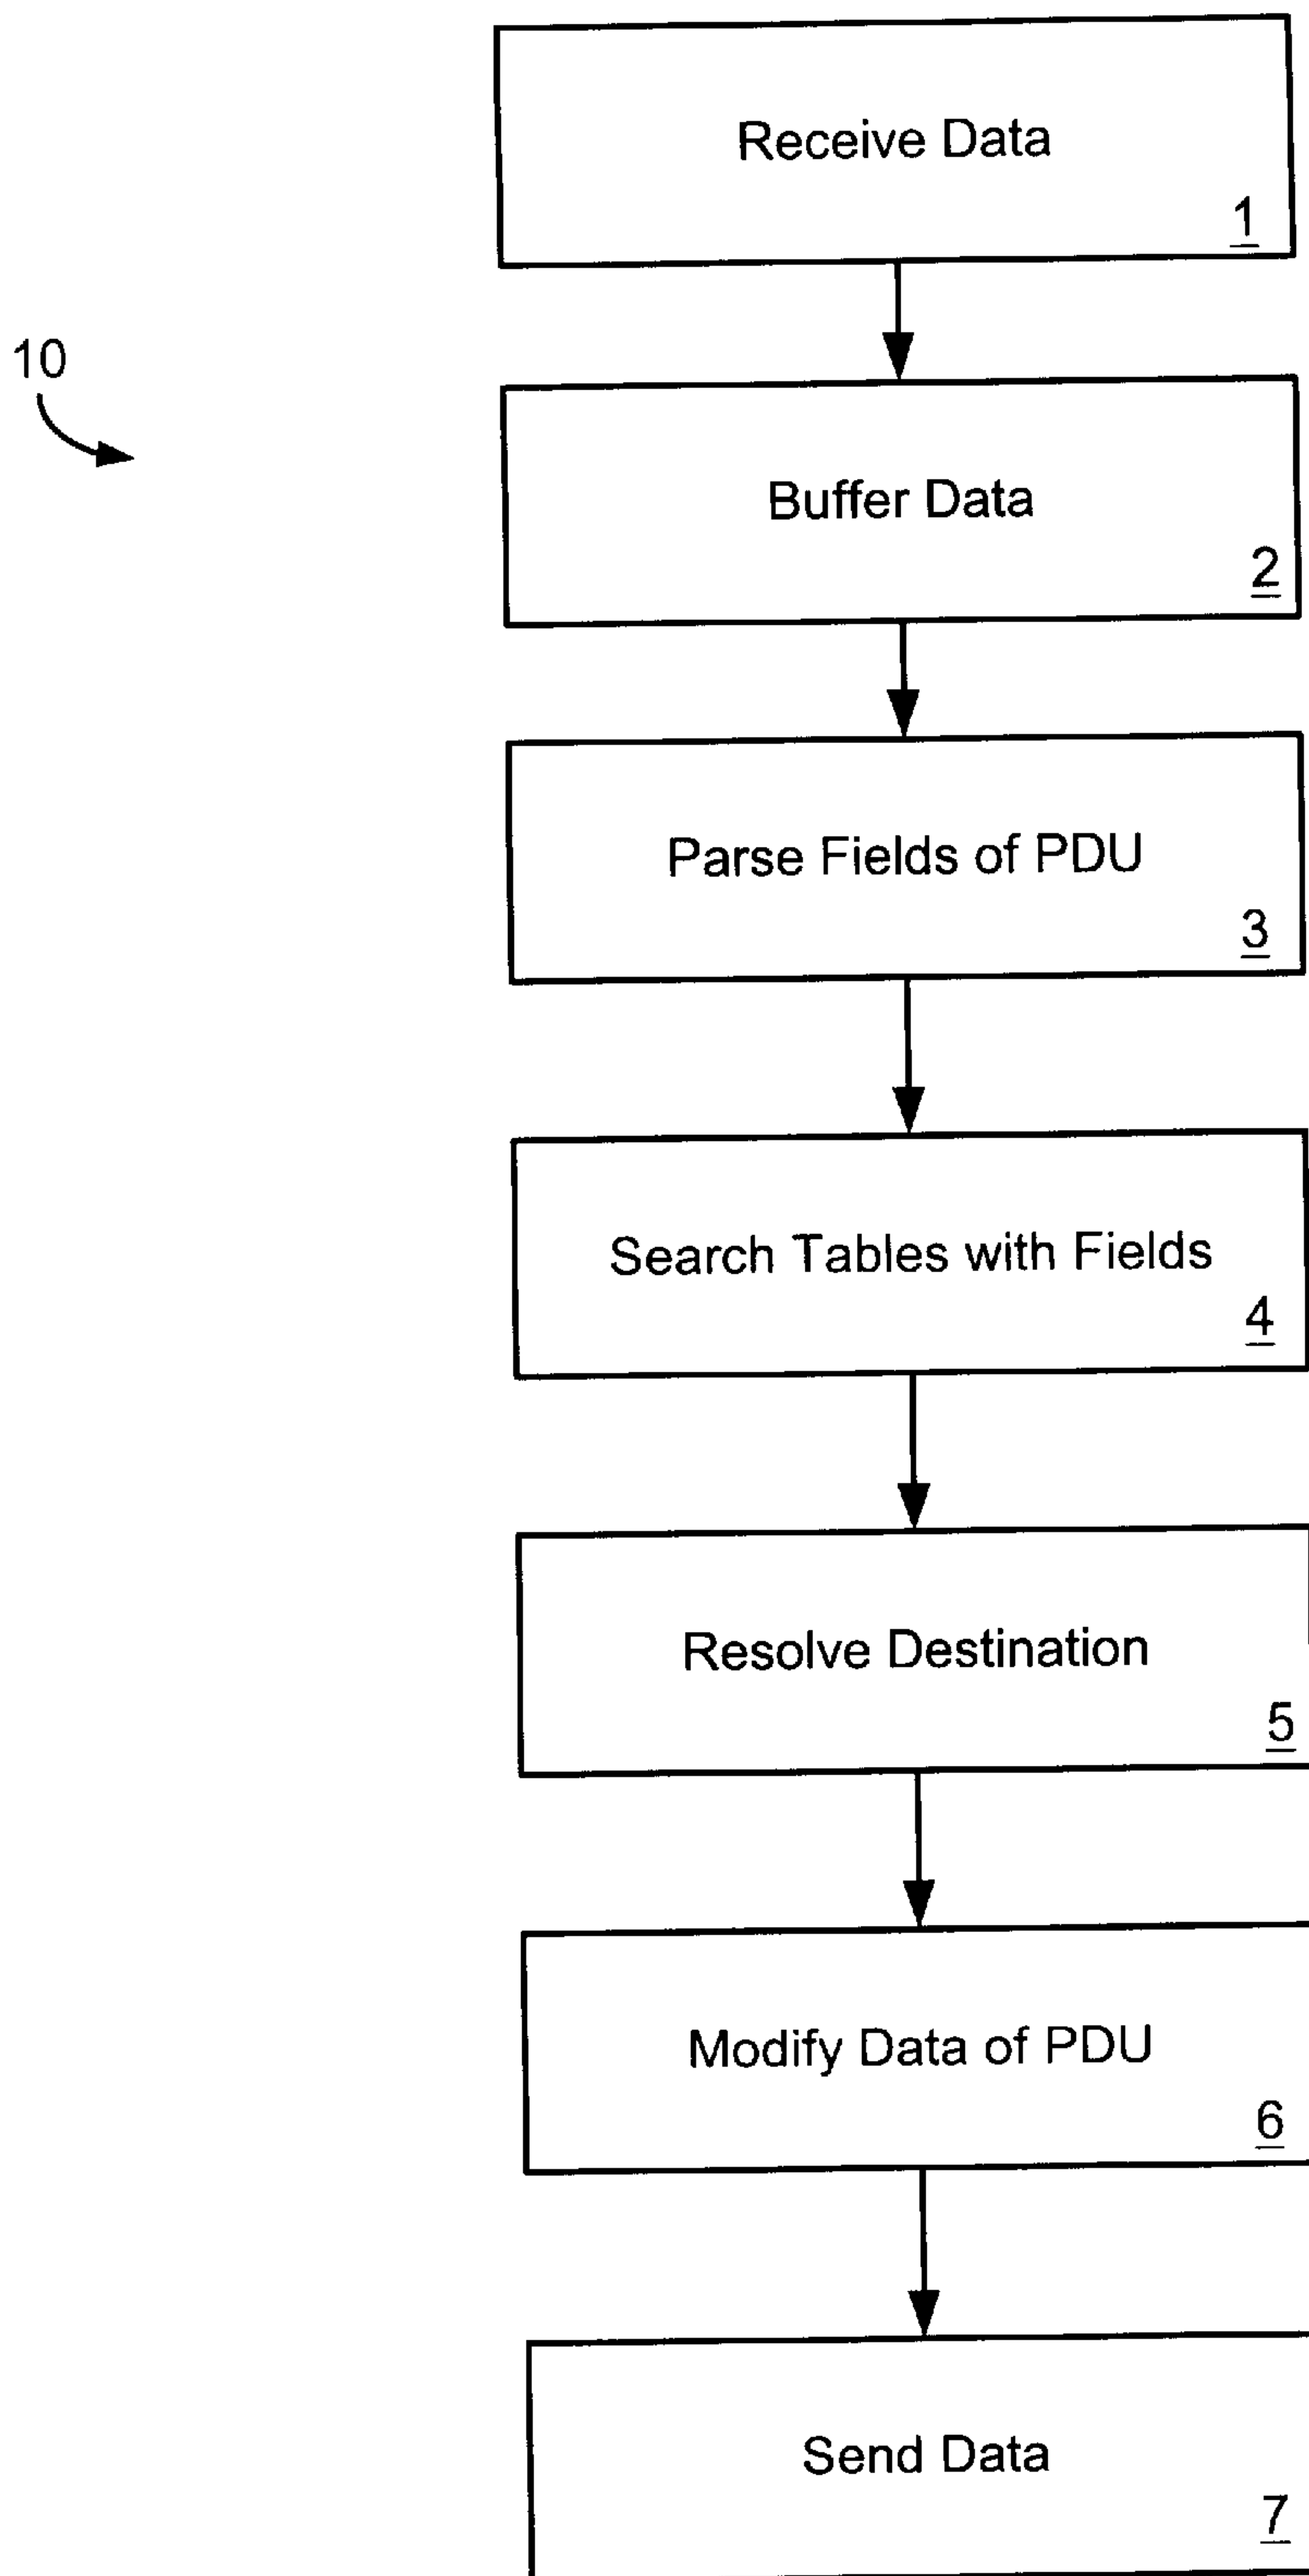 Receive Data
1
10
Buffer Data
2
Parse Fields of PDU
3
Search Tables with Fields
4
Resolve Destination
5
Modify Data of PDU
6
Send Data
7